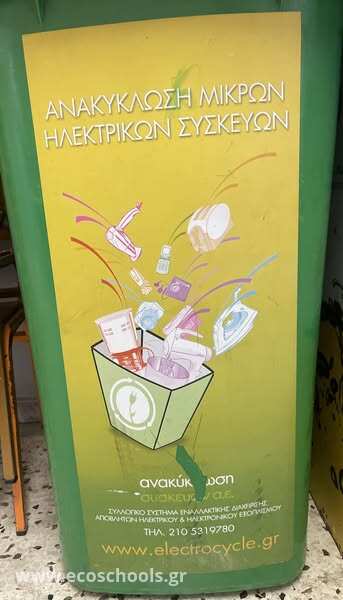 ΑΝΑΚΥΚΛΩΣΗ ΜΙΚΡΩΝ
ΗΛΕΚΤΡΙΚΩΝ ΣΥΣΚΕΥΩΝ
ανακύκλωση
συσκευών α.ε.
ΣΥΛΛΟΓΙΚΟ ΣΥΣΤΗΜΑ ΕΝΑΛΛΑΚΤΙΚΗΣ ΔΙΑΧΕΙΡΙΣΗΣ
ΑΠΟΒΛΗΤΩΝ ΗΛΕΚΤΡΙΚΟΥ & ΗΛΕΚΤΡΟΝΙΚΟΥ ΕΞΟΠΛΙΣΜΟΥ
ΤΗΛ. 210 5319780
www.electrocycle.gr
www.ecoschools.gr